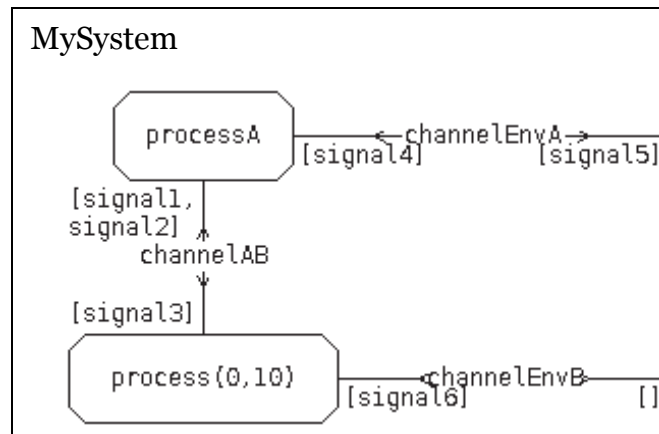 MySystem
processA
channelEnvA
[signal4]
[signal5]
[signal1,
signal2]
channelAB
[signal3]
process(0,10)
channelEnvB
[signal6]
[]